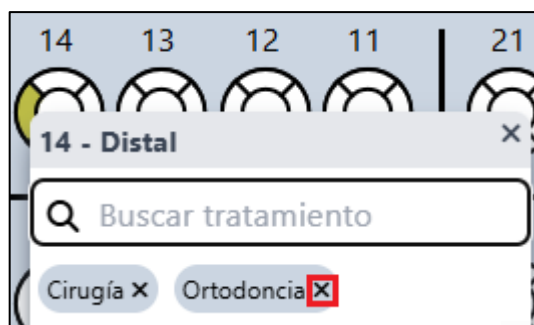 14 13 12 11 21
14 - Distal ×
Buscar tratamiento
Cirugía × Ortodoncia ×